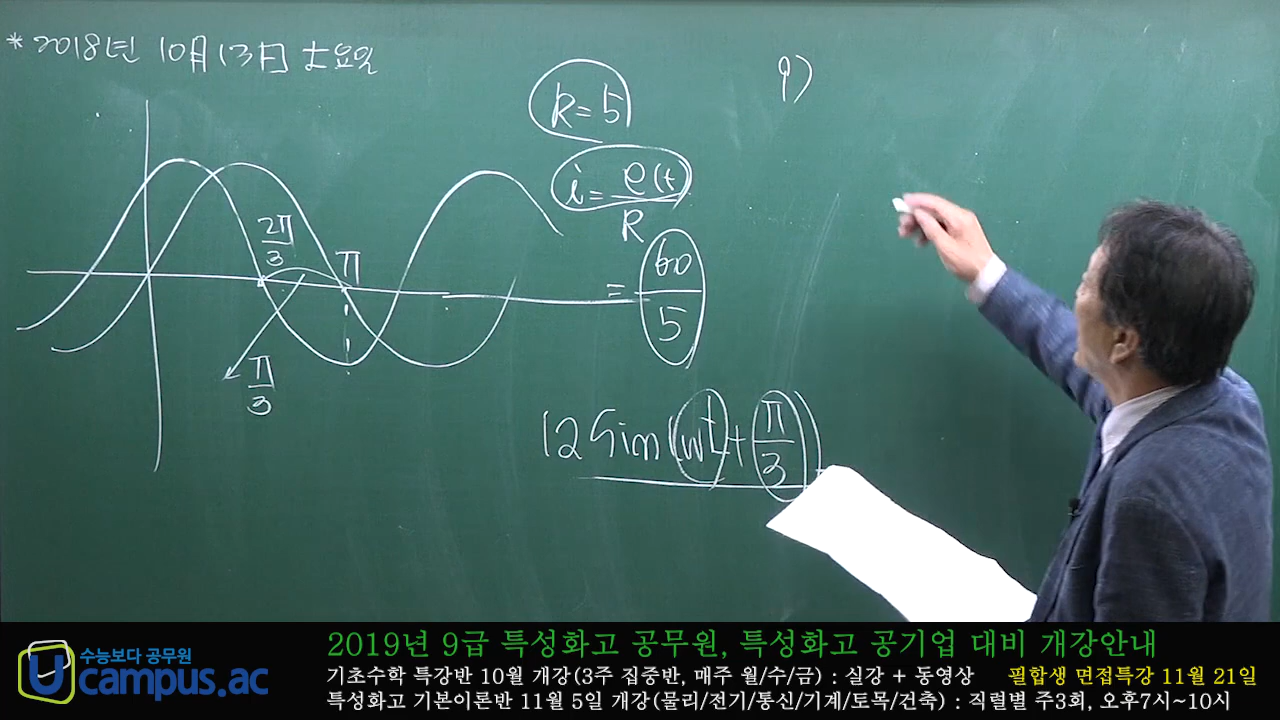 * 2018년 10월 13日 土요일
R = 5
i = e(t)/R
= 60/5
2π/3
π
π/3
12 Sin(wt + π/3)
9)
수능보다 공무원
Ucampus.ac
2019년 9급 특성화고 공무원, 특성화고 공기업 대비 개강안내
기초수학 특강반 10월 개강(3주 집중반, 매주 월/수/금) : 실강 + 동영상 필합생 면접특강 11월 21일
특성화고 기본이론반 11월 5일 개강(물리/전기/통신/기계/토목/건축) : 직렬별 주3회, 오후7시~10시